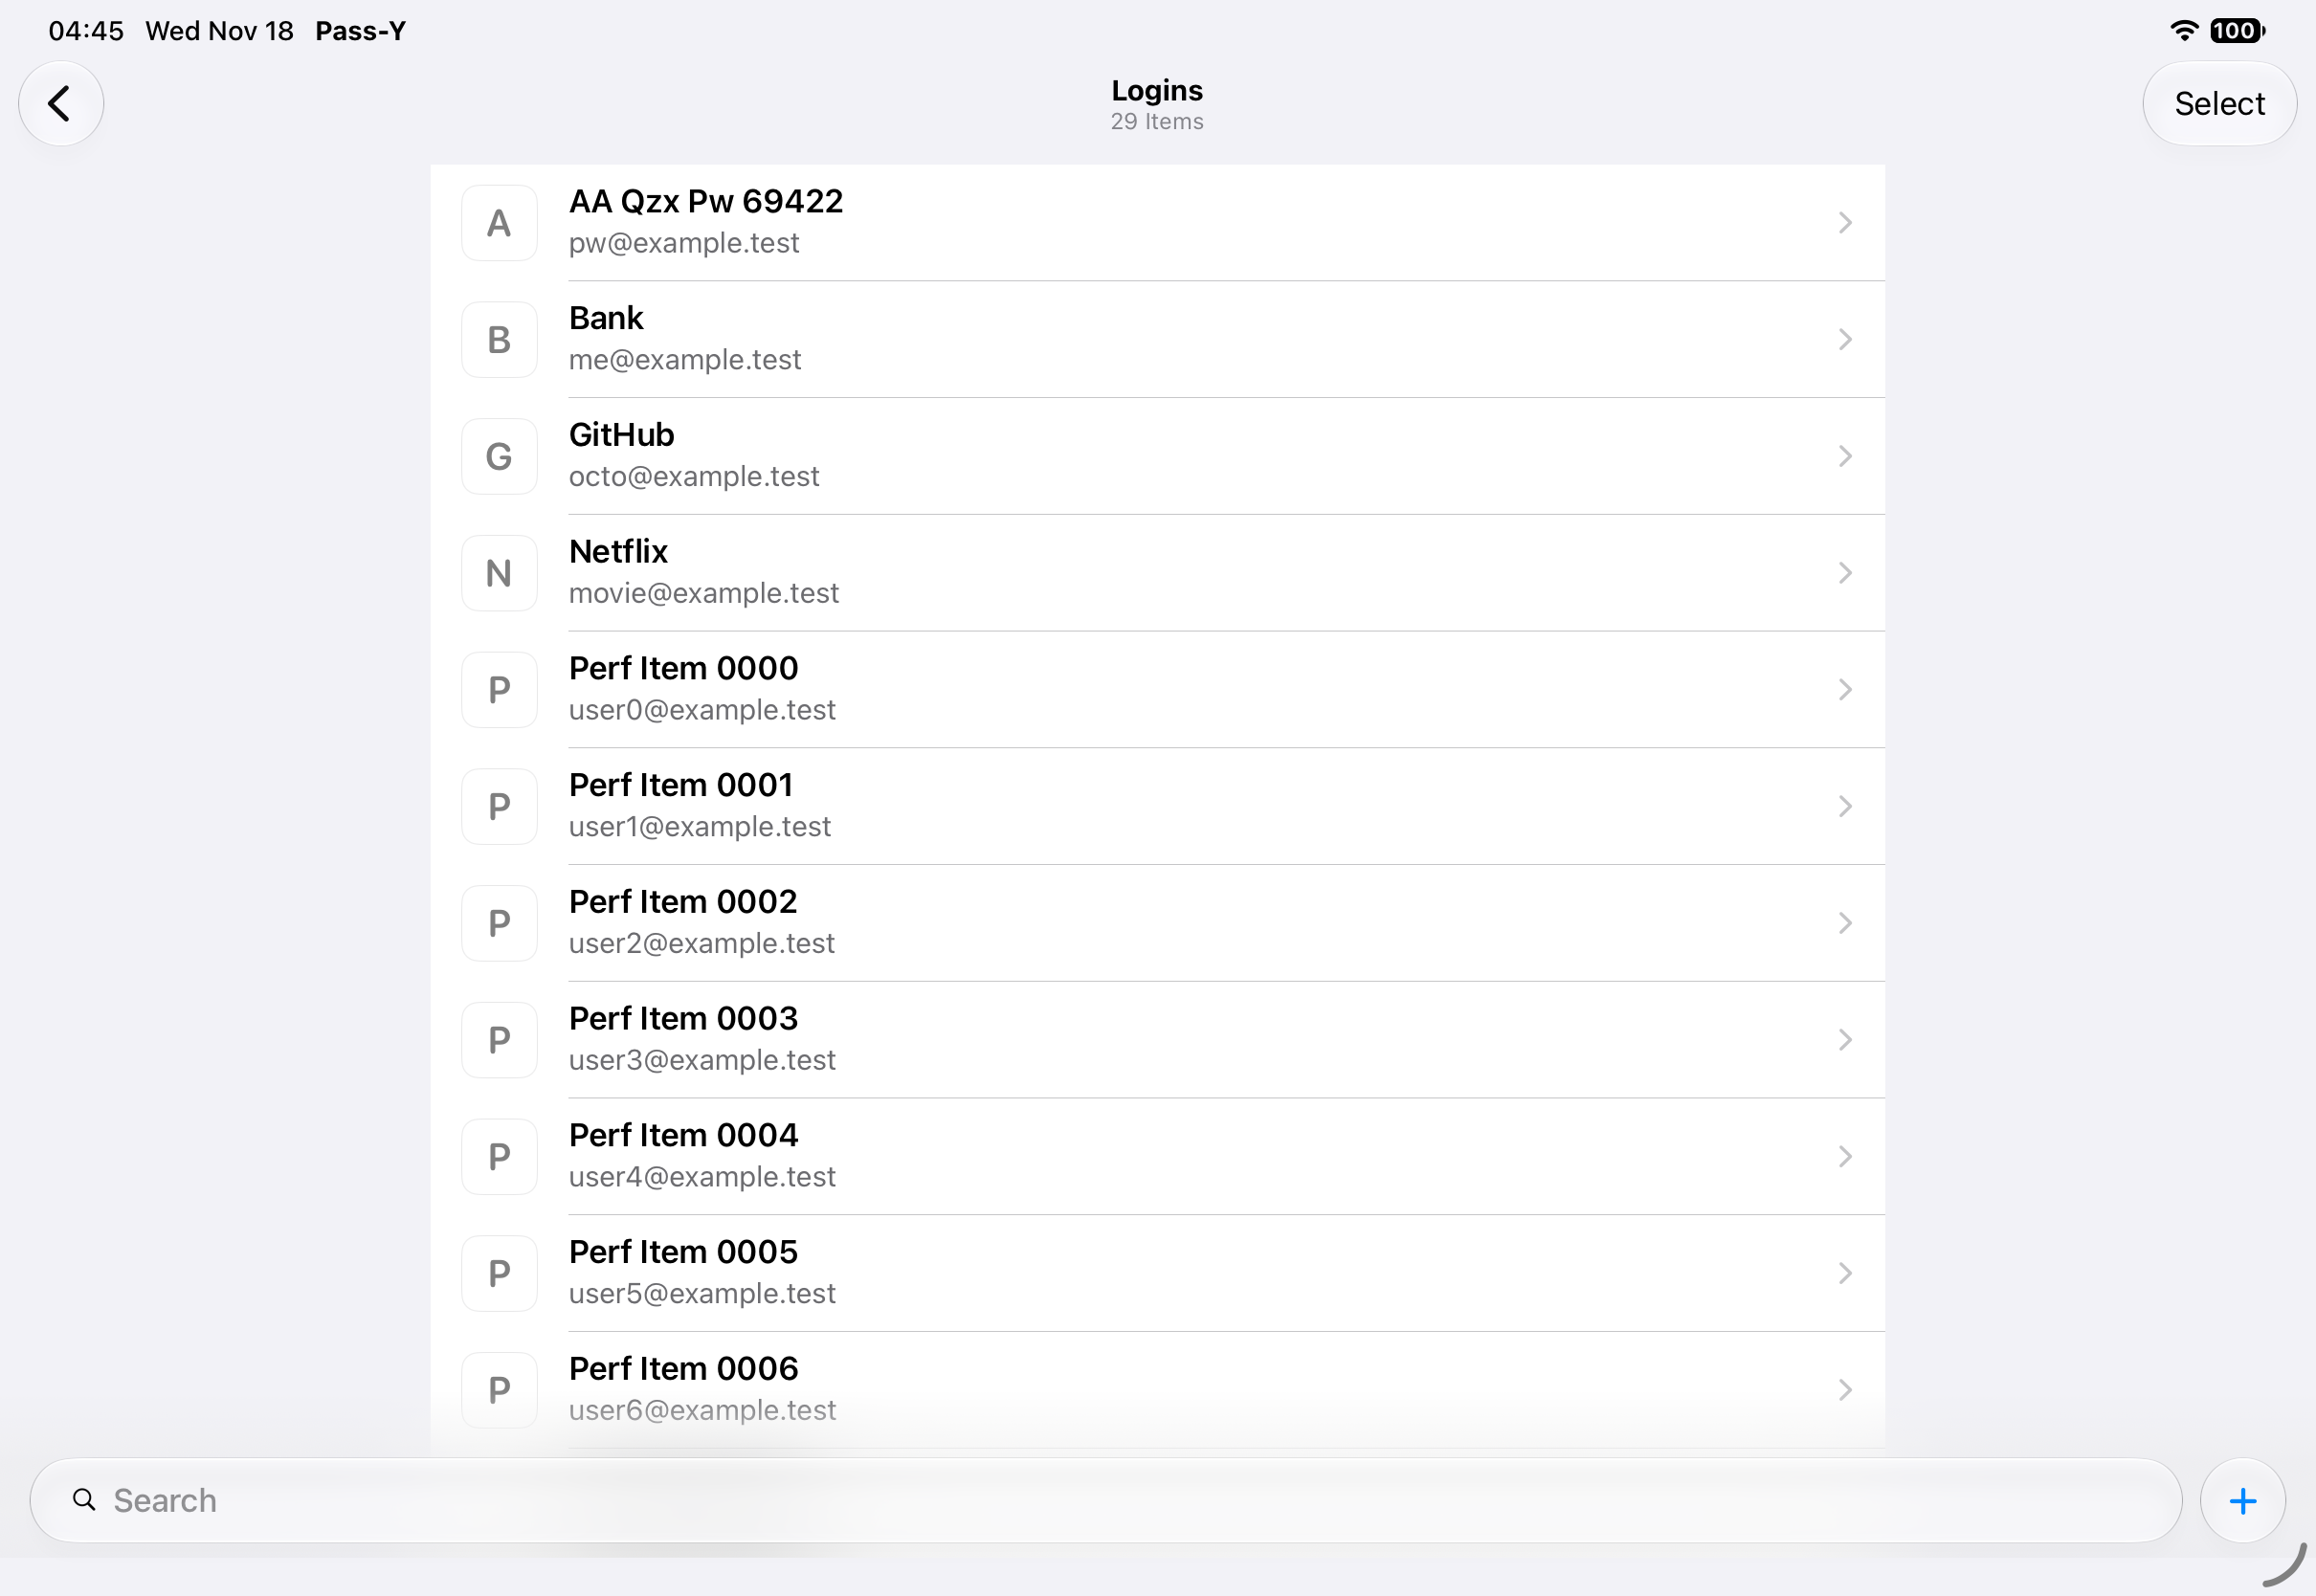 04:45 Wed Nov 18 Pass-Y
100
Logins
29 Items
Select
A
AA Qzx Pw 69422
pw@example.test
B
Bank
me@example.test
G
GitHub
octo@example.test
N
Netflix
movie@example.test
P
Perf Item 0000
user0@example.test
P
Perf Item 0001
user1@example.test
P
Perf Item 0002
user2@example.test
P
Perf Item 0003
user3@example.test
P
Perf Item 0004
user4@example.test
P
Perf Item 0005
user5@example.test
P
Perf Item 0006
user6@example.test
Search